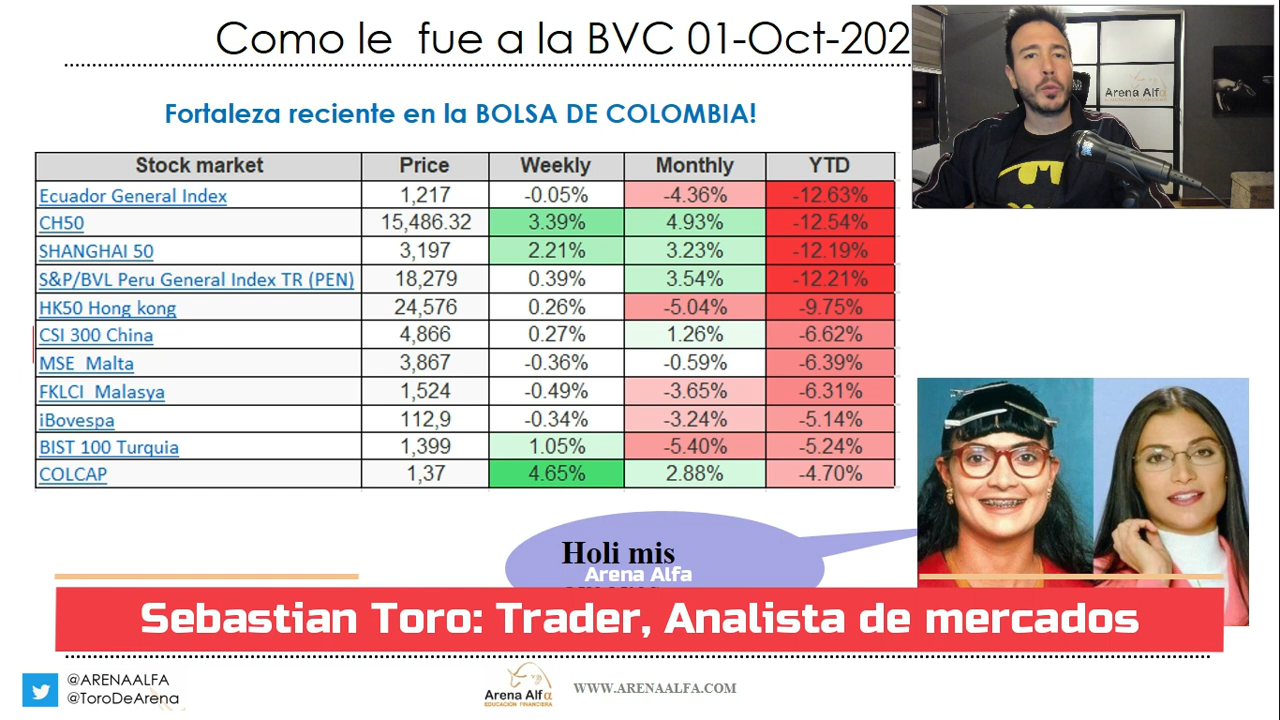 Como le fue a la BVC 01-Oct-202
Fortaleza reciente en la BOLSA DE COLOMBIA!
Stock market Price Weekly Monthly YTD
Ecuador General Index 1,217 -0.05% -4.36% -12.63%
CH50 15,486.32 3.39% 4.93% -12.54%
SHANGHAI 50 3,197 2.21% 3.23% -12.19%
S&P/BVL Peru General Index TR (PEN) 18,279 0.39% 3.54% -12.21%
HK50 Hong kong 24,576 0.26% -5.04% -9.75%
CSI 300 China 4,866 0.27% 1.26% -6.62%
MSE Malta 3,867 -0.36% -0.59% -6.39%
FKLCI Malasya 1,524 -0.49% -3.65% -6.31%
iBovespa 112,9 -0.34% -3.24% -5.14%
BIST 100 Turquia 1,399 1.05% -5.40% -5.24%
COLCAP 1,37 4.65% 2.88% -4.70%
Arena Alfa
Holi mis
Arena Alfa
Sebastian Toro: Trader, Analista de mercados
@ARENAALFA
@ToroDeArena
Arena Alfα
EDUCACIÓN FINANCIERA
WWW.ARENAALFA.COM